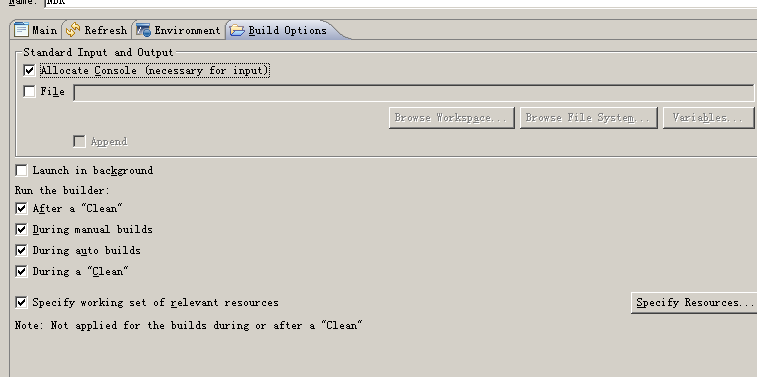 Name: NDK
Main Refresh Environment Build Options
Standard Input and Output
Allocate Console (necessary for input)
File
Browse Workspace... Browse File System... Variables...
Append
Launch in background
Run the builder:
After a "Clean"
During manual builds
During auto builds
During a "Clean"
Specify working set of relevant resources
Specify Resources...
Note: Not applied for the builds during or after a "Clean"